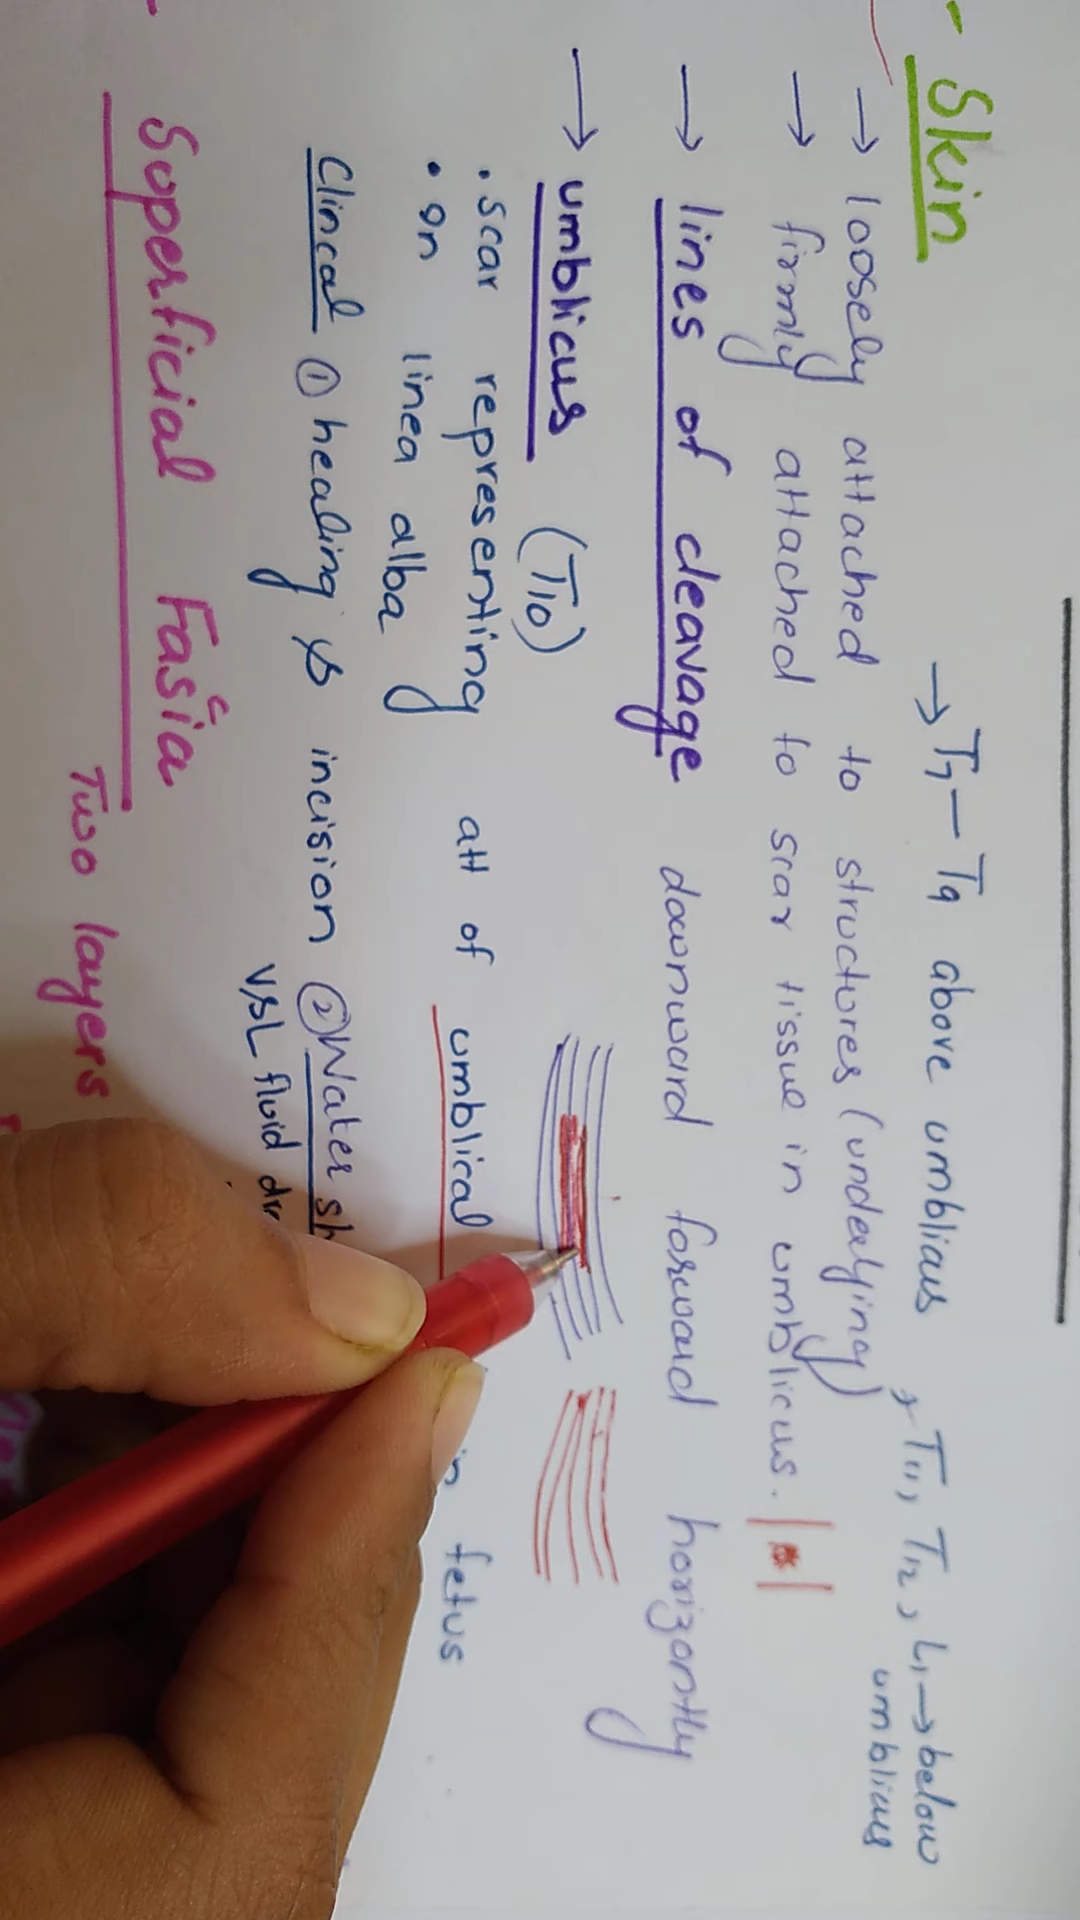 - Skin → T7 – T9 above umblicus , T11, T12, L1 → below umblicus
→ loosely attached to structures (underlying)
→ firmly attached to scar tissue in umblicus.
→ lines of cleavage downward forward horizontly
→ umblicus (T10)
. scar representing att of umblical in fetus
• on linea alba
Clincal ① healing incision ② Water sh
fluid
Soperficial Fascia Two layers